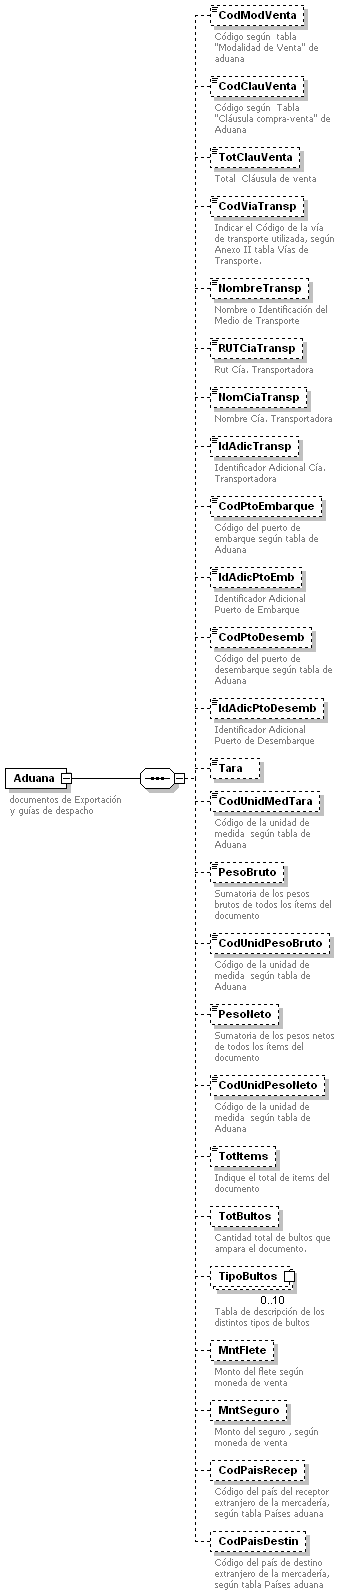 CodModVenta
Código según  tabla
"Modalidad de Venta" de
aduana
CodClauVenta
Código según  Tabla
"Cláusula compra-venta" de
Aduana
TotClauVenta
Total  Cláusula de venta
CodViaTransp
Indicar el Código de la vía
de transporte utilizada, según
Anexo II tabla Vías de
Transporte.
NombreTransp
Nombre o Identificación del
Medio de Transporte
RUTCiaTransp
Rut Cía. Transportadora
NomCiaTransp
Nombre Cía. Transportadora
IdAdicTransp
Identificador Adicional Cía.
Transportadora
CodPtoEmbarque
Código del puerto de
embarque según tabla de
Aduana
IdAdicPtoEmb
Identificador Adicional
Puerto de Embarque
CodPtoDesemb
Código del puerto de
desembarque según tabla de
Aduana
IdAdicPtoDesemb
Identificador Adicional
Puerto de Desembarque
Aduana
documentos de Exportación
y guías de despacho
Tara
CodUnidMedTara
Código de la unidad de
medida  según tabla de
Aduana
PesoBruto
Sumatoria de los pesos
brutos de todos los ítems del
documento
CodUnidPesoBruto
Código de la unidad de
medida  según tabla de
Aduana
PesoNeto
Sumatoria de los pesos netos
de todos los ítems del
documento
CodUnidPesoNeto
Código de la unidad de
medida  según tabla de
Aduana
TotItems
Indique el total de items del
documento
TotBultos
Cantidad total de bultos que
ampara el documento.
TipoBultos
0..10
Tabla de descripción de los
distintos tipos de bultos
MntFlete
Monto del flete según
moneda de venta
MntSeguro
Monto del seguro , según
moneda de venta
CodPaisRecep
Código del país del receptor
extranjero de la mercadería,
según tabla Países aduana
CodPaisDestin
Código del país de destino
extranjero de la mercadería,
según tabla Países aduana